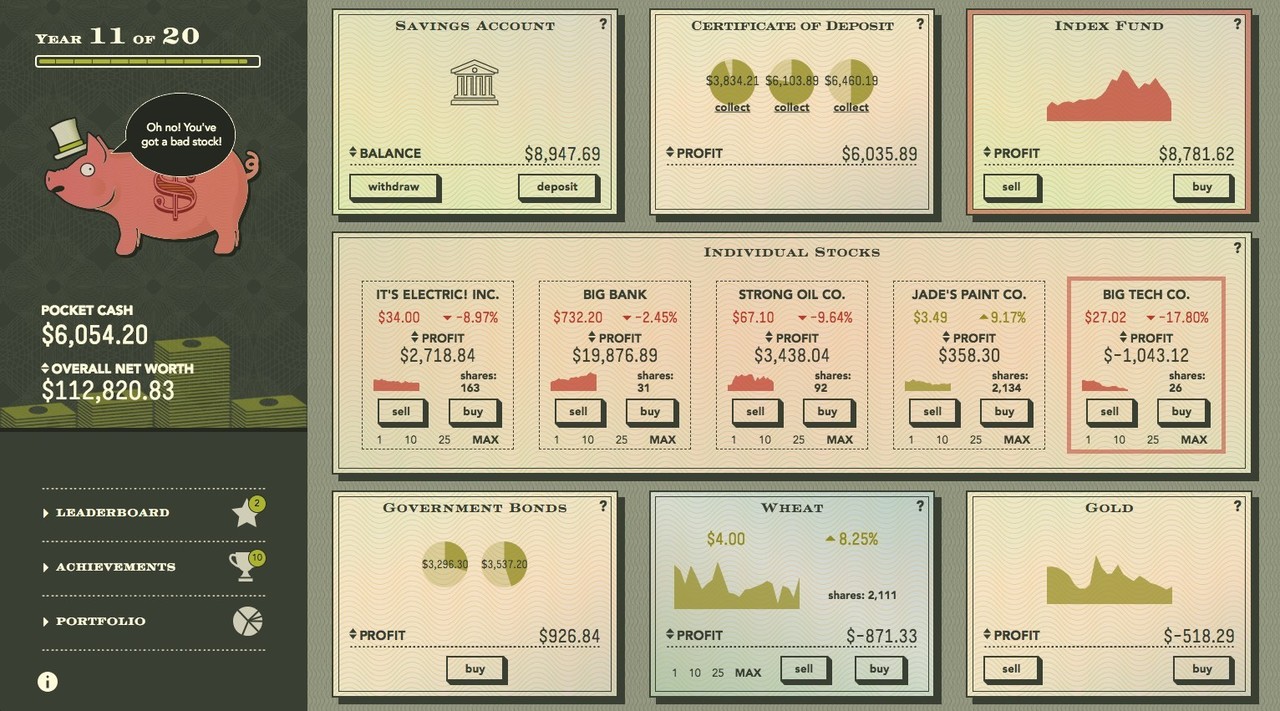 Year 11 of 20
Oh no! You've
got a bad stock!
$
POCKET CASH
$6,054.20
OVERALL NET WORTH
$112,820.83
LEADERBOARD
2
ACHIEVEMENTS
10
PORTFOLIO
i
Savings Account ?
BALANCE $8,947.69
withdraw deposit
Certificate of Deposit ?
$3,834.21 $6,103.89 $6,460.19
collect collect collect
PROFIT $6,035.89
Index Fund ?
PROFIT $8,781.62
sell buy
Individual Stocks ?
IT'S ELECTRIC! INC.
$34.00 -8.97%
PROFIT
$2,718.84
shares:
163
sell buy
1 10 25 MAX
BIG BANK
$732.20 -2.45%
PROFIT
$19,876.89
shares:
31
sell buy
1 10 25 MAX
STRONG OIL CO.
$67.10 -9.64%
PROFIT
$3,438.04
shares:
92
sell buy
1 10 25 MAX
JADE'S PAINT CO.
$3.49 9.17%
PROFIT
$358.30
shares:
2,134
sell buy
1 10 25 MAX
BIG TECH CO.
$27.02 -17.80%
PROFIT
$-1,043.12
shares:
26
sell buy
1 10 25 MAX
Government Bonds ?
$3,296.30 $3,537.20
PROFIT $926.84
buy
Wheat ?
$4.00 8.25%
shares: 2,111
PROFIT $-871.33
1 10 25 MAX sell buy
Gold ?
PROFIT $-518.29
sell buy